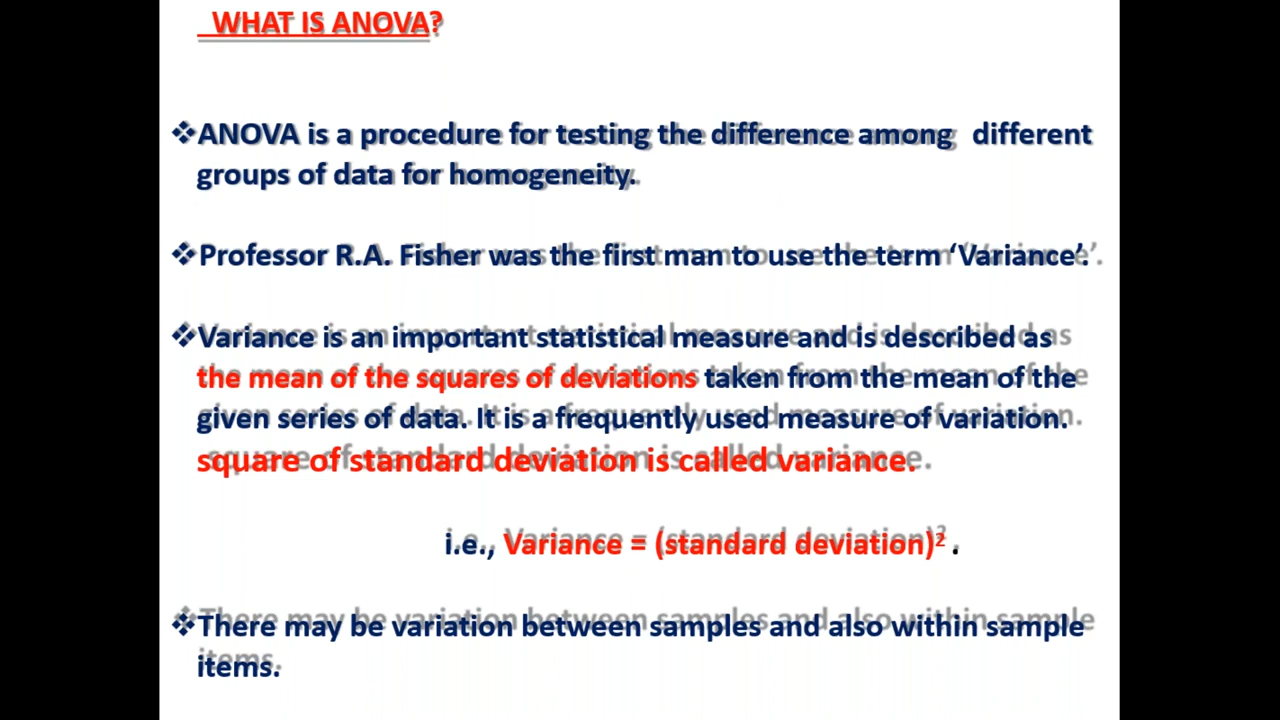 WHAT IS ANOVA?
❖ANOVA is a procedure for testing the difference among different
groups of data for homogeneity.
❖Professor R.A. Fisher was the first man to use the term ‘Variance’.
❖Variance is an important statistical measure and is described as
the mean of the squares of deviations taken from the mean of the
given series of data. It is a frequently used measure of variation.
square of standard deviation is called variance.
i.e., Variance = (standard deviation)² .
❖There may be variation between samples and also within sample
items.